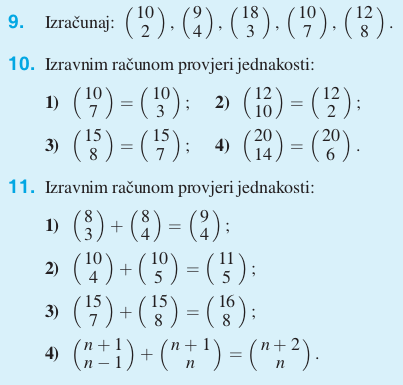 9. Izračunaj: \binom{10}{2}, \binom{9}{4}, \binom{18}{3}, \binom{10}{7}, \binom{12}{8}.
10. Izravnim računom provjeri jednakosti:
1) \binom{10}{7} = \binom{10}{3}; 2) \binom{12}{10} = \binom{12}{2};
3) \binom{15}{8} = \binom{15}{7}; 4) \binom{20}{14} = \binom{20}{6}.
11. Izravnim računom provjeri jednakosti:
1) \binom{8}{3} + \binom{8}{4} = \binom{9}{4};
2) \binom{10}{4} + \binom{10}{5} = \binom{11}{5};
3) \binom{15}{7} + \binom{15}{8} = \binom{16}{8};
4) \binom{n+1}{n-1} + \binom{n+1}{n} = \binom{n+2}{n}.